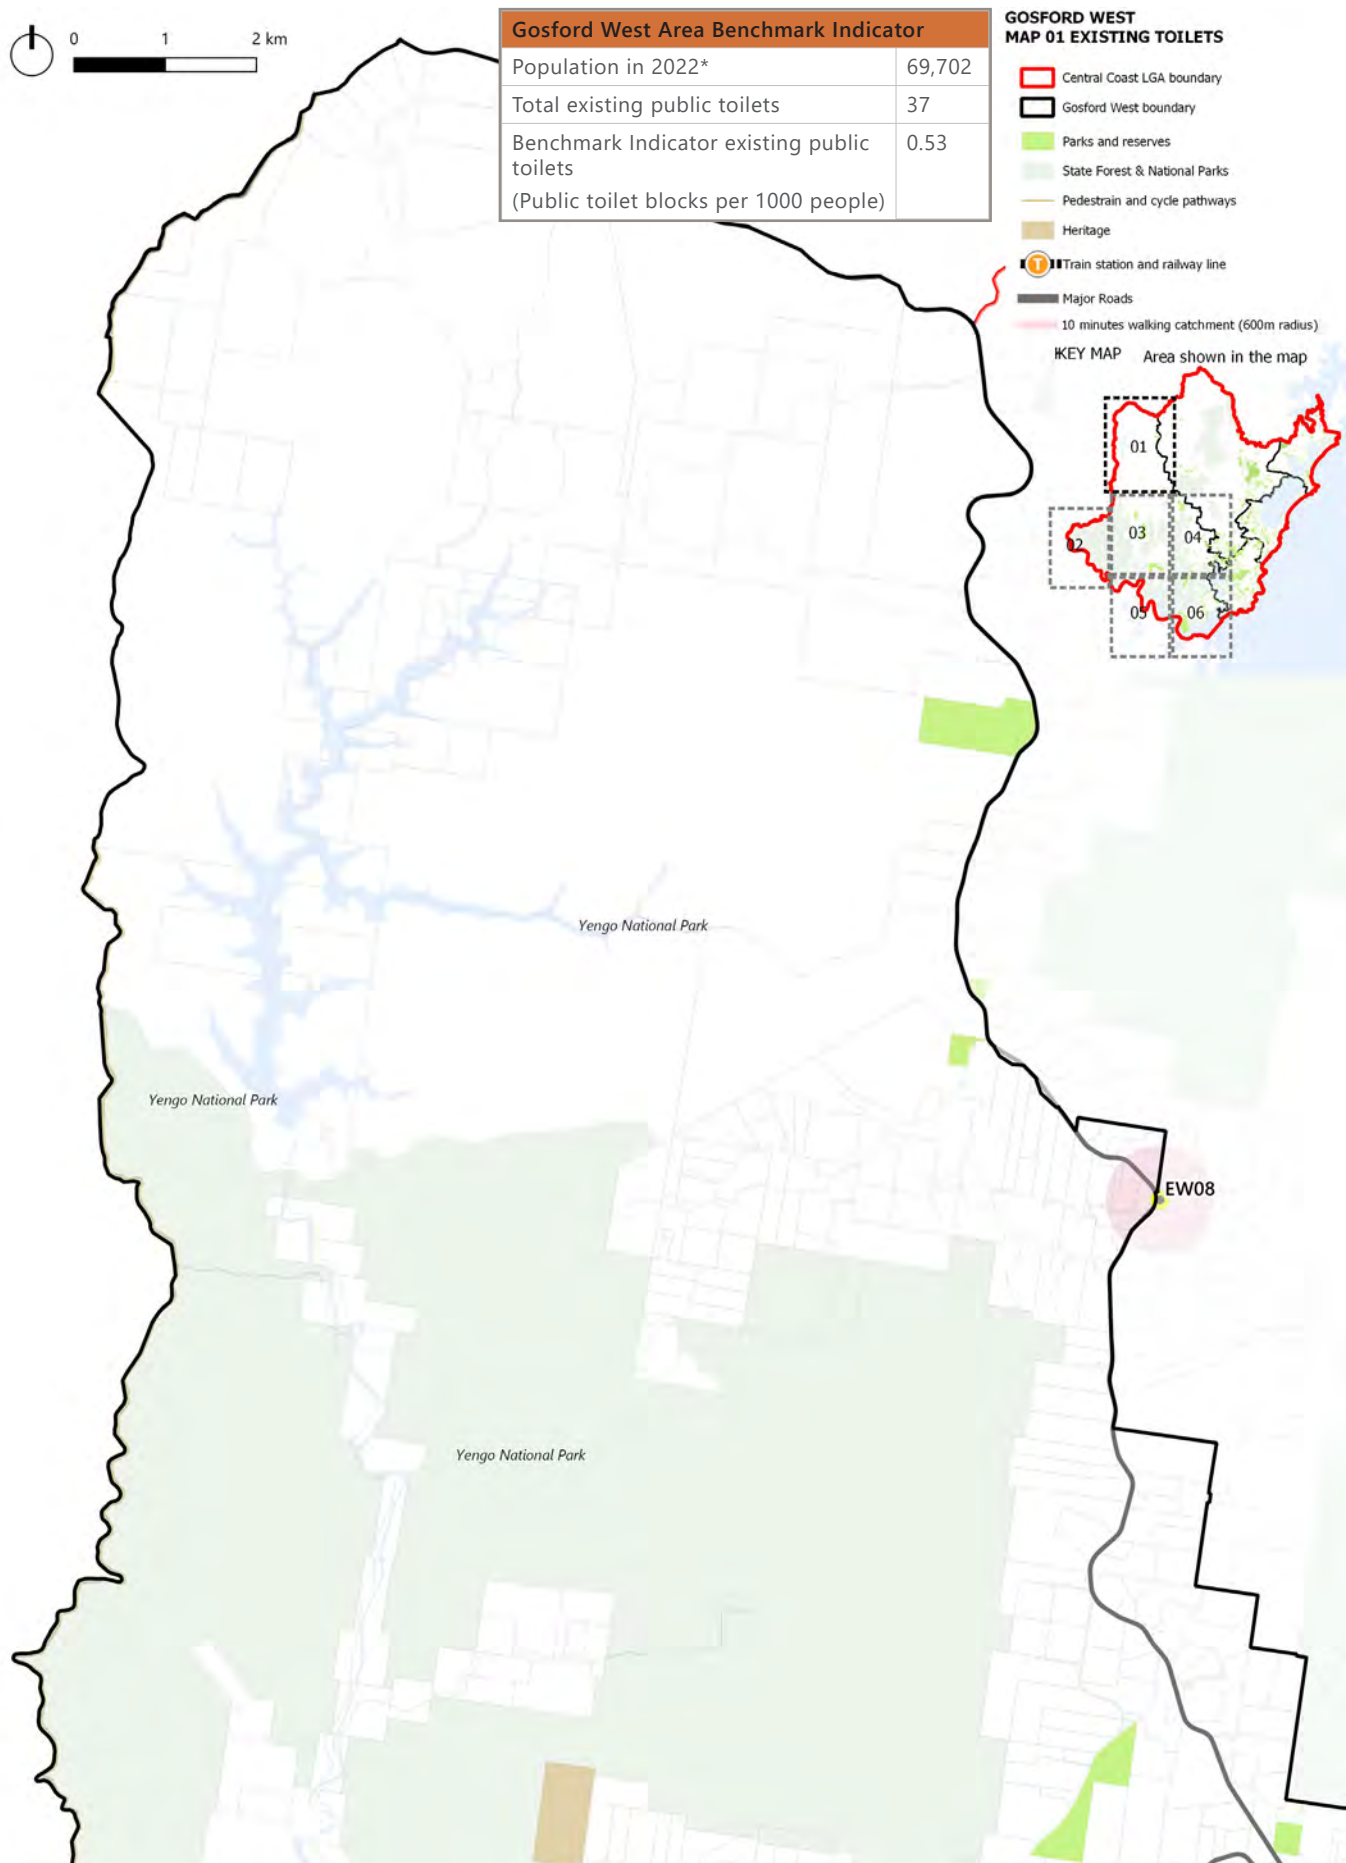 0 1 2 km
Gosford West Area Benchmark Indicator
Population in 2022* 69,702
Total existing public toilets 37
Benchmark Indicator existing public 0.53
toilets
(Public toilet blocks per 1000 people)
GOSFORD WEST
MAP 01 EXISTING TOILETS
Central Coast LGA boundary
Gosford West boundary
Parks and reserves
State Forest & National Parks
Pedestrain and cycle pathways
Heritage
T Train station and railway line
Major Roads
10 minutes walking catchment (600m radius)
KEY MAP Area shown in the map
01
02
03
04
05
06
Yengo National Park
Yengo National Park
EW08
Yengo National Park